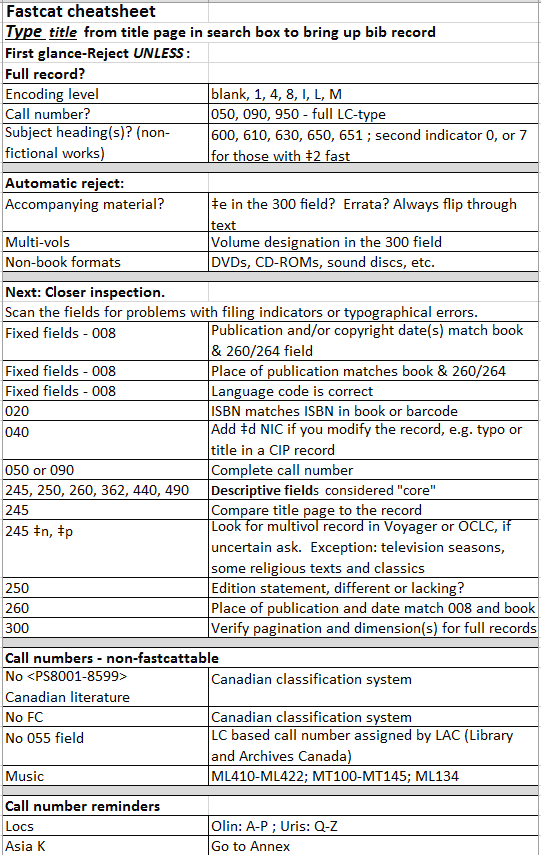 Fastcat cheatsheet
Type title from title page in search box to bring up bib record
First glance-Reject UNLESS :
Full record?
Encoding level blank, 1, 4, 8, I, L, M
Call number? 050, 090, 950 - full LC-type
Subject heading(s)? (non-
fictional works)
600, 610, 630, 650, 651 ; second indicator 0, or 7
for those with ‡2 fast
Automatic reject:
Accompanying material?
‡e in the 300 field?  Errata? Always flip through
text
Multi-vols Volume designation in the 300 field
Non-book formats DVDs, CD-ROMs, sound discs, etc.
Next: Closer inspection.
Scan the fields for problems with filing indicators or typographical errors.
Fixed fields - 008
Publication and/or copyright date(s) match book
& 260/264 field
Fixed fields - 008 Place of publication matches book & 260/264
Fixed fields - 008 Language code is correct
020 ISBN matches ISBN in book or barcode
040
Add ‡d NIC if you modify the record, e.g. typo or
title in a CIP record
050 or 090 Complete call number
245, 250, 260, 362, 440, 490 Descriptive fields considered "core"
245 Compare title page to the record
245 ‡n, ‡p
Look for multivol record in Voyager or OCLC, if
uncertain ask.  Exception: television seasons,
some religious texts and classics
250 Edition statement, different or lacking?
260 Place of publication and date match 008 and book
300 Verify pagination and dimension(s) for full records
Call numbers - non-fastcattable
No <PS8001-8599>
Canadian literature
Canadian classification system
No FC Canadian classification system
No 055 field
LC based call number assigned by LAC (Library
and Archives Canada)
Music ML410-ML422; MT100-MT145; ML134
Call number reminders
Locs Olin: A-P ; Uris: Q-Z
Asia K Go to Annex